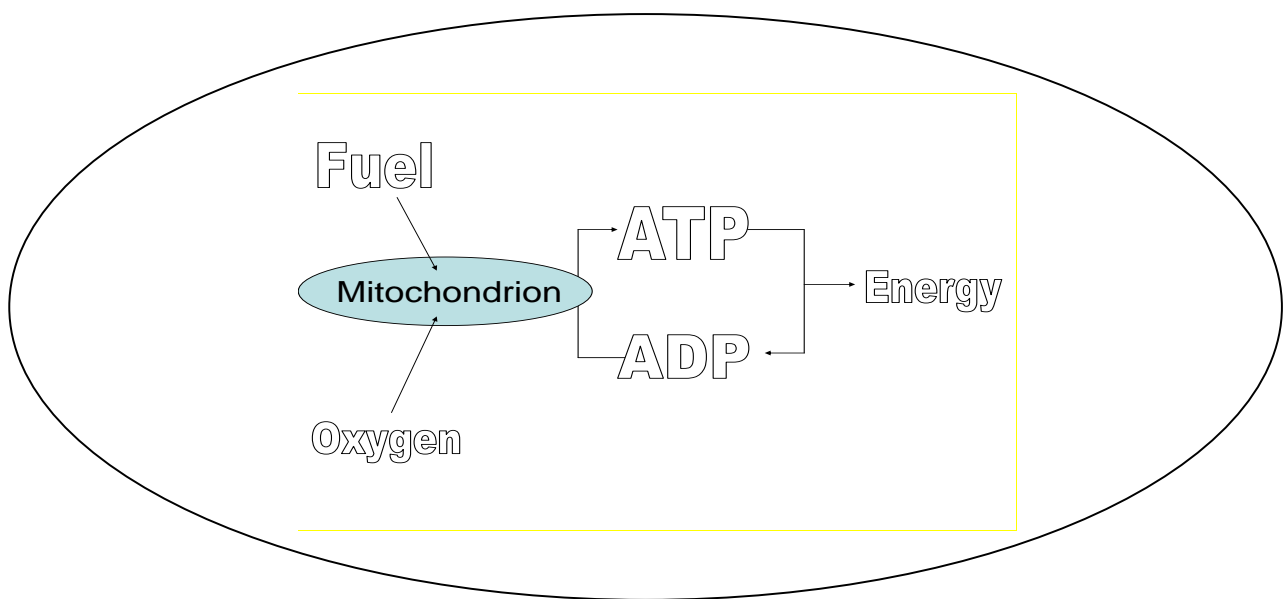 Fuel
ATP
Mitochondrion
Energy
ADP
Oxygen